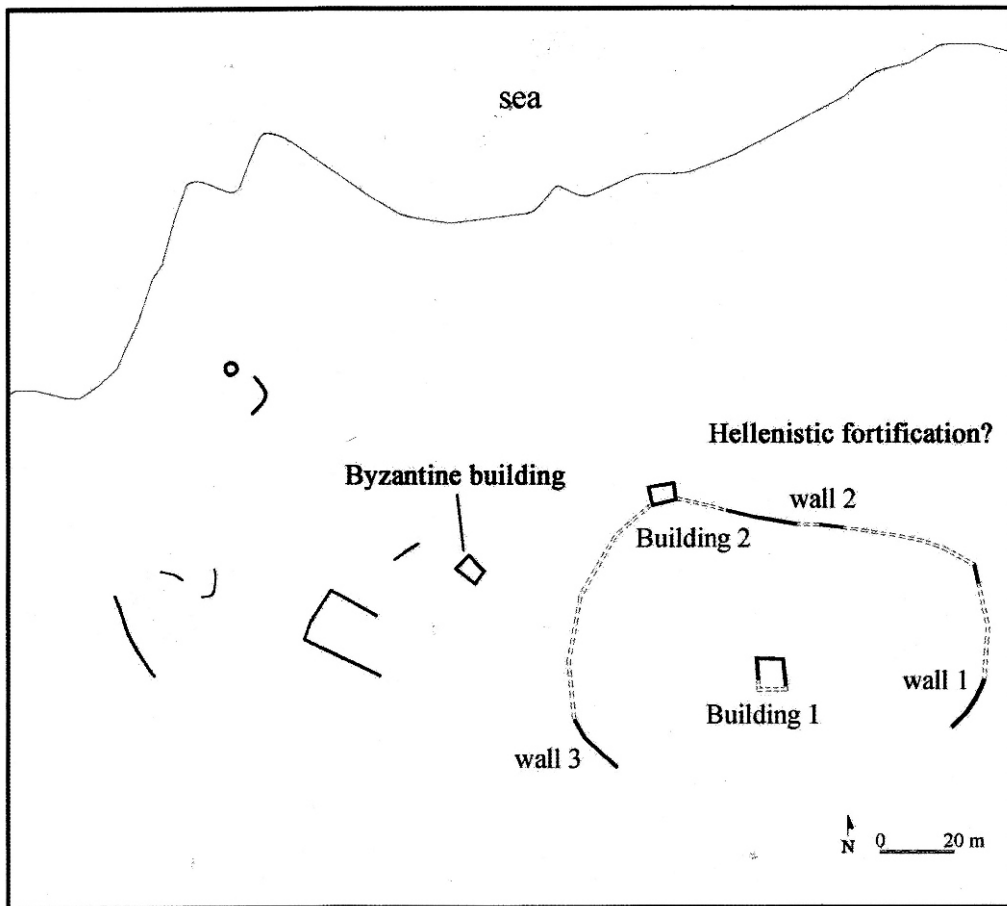 sea
Hellenistic fortification?
Byzantine building
wall 2
Building 2
wall 1
Building 1
wall 3
N
0 20 m